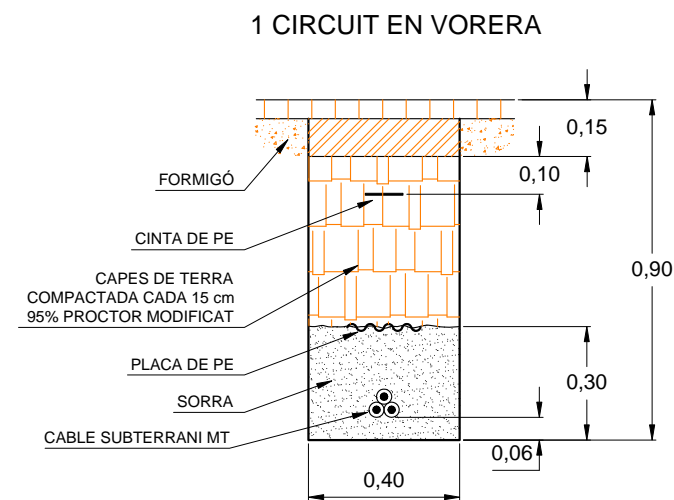 1 CIRCUIT EN VORERA
0,15
0,10
FORMIGÓ
CINTA DE PE
0,90
CAPES DE TERRA
COMPACTADA CADA 15 cm
95% PROCTOR MODIFICAT
PLACA DE PE
0,30
SORRA
CABLE SUBTERRANI MT
0,06
0,40